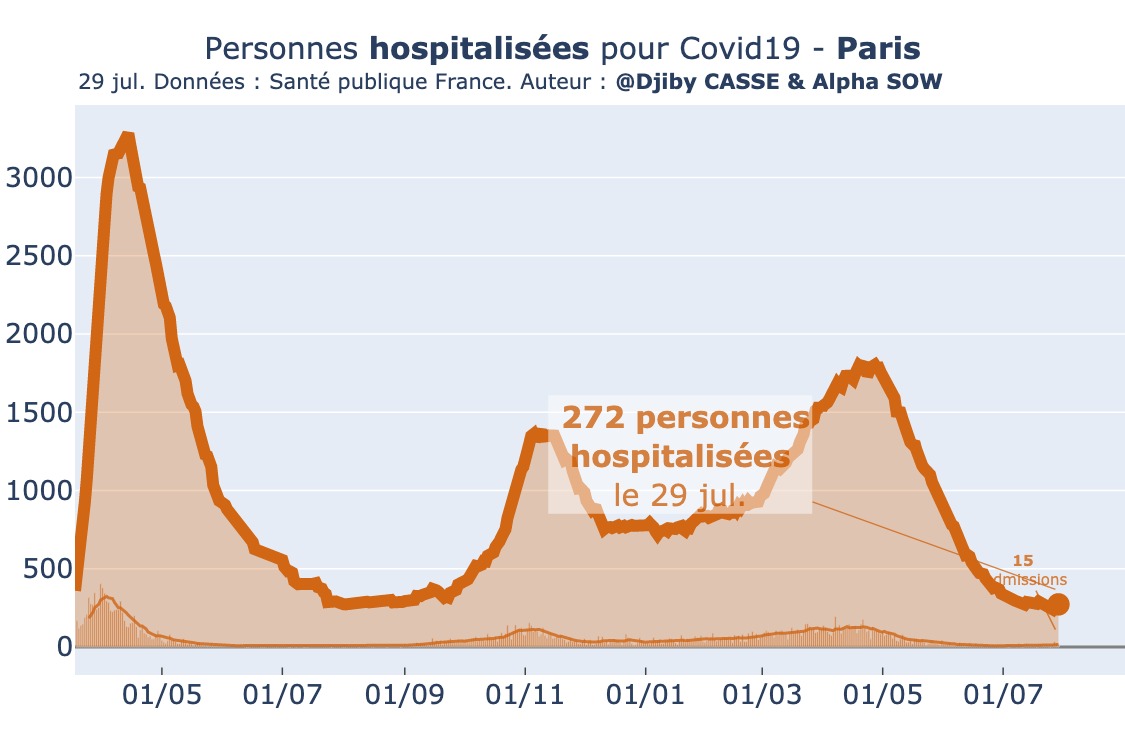 Personnes hospitalisées pour Covid19 - Paris
29 jul. Données : Santé publique France. Auteur : @Djiby CASSE & Alpha SOW
3000
2500
2000
1500
1000
500
0
272 personnes
hospitalisées
le 29 jul.
15
dmissions
01/05 01/07 01/09 01/11 01/01 01/03 01/05 01/07